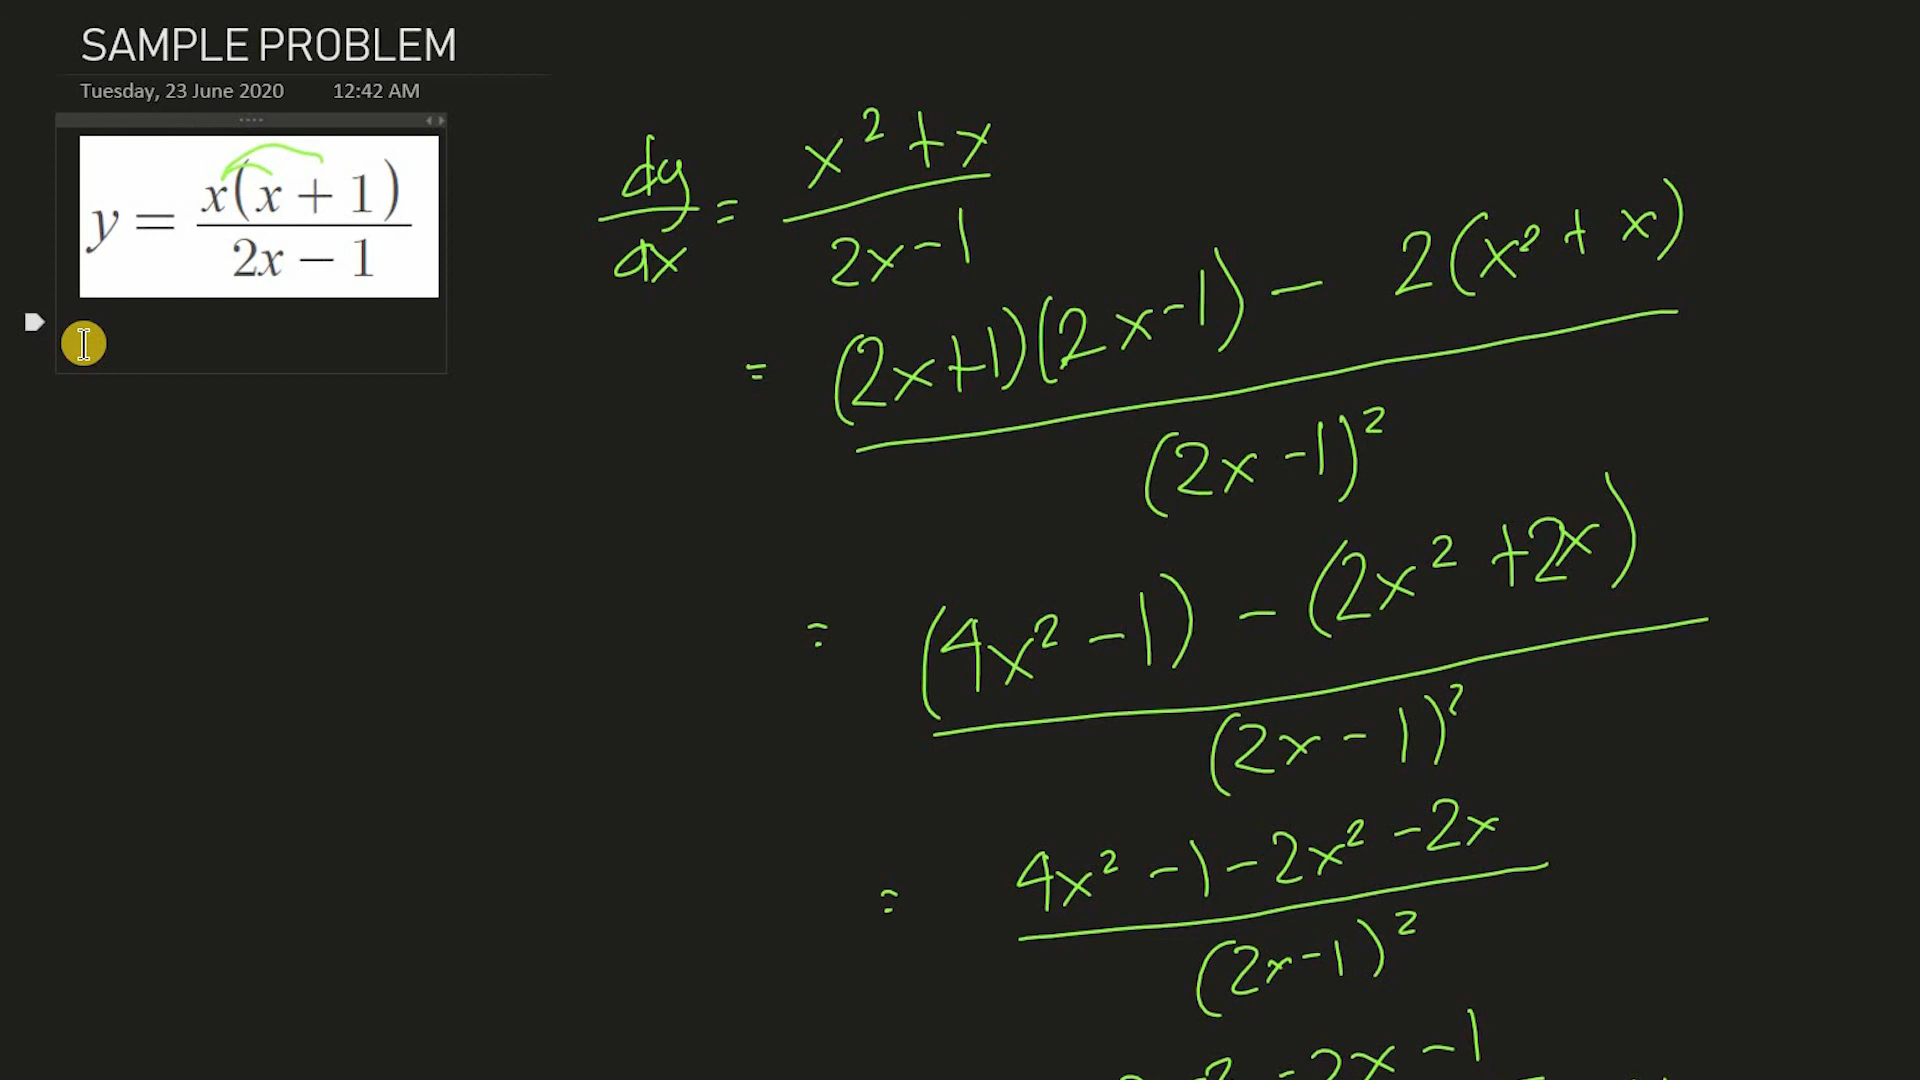 SAMPLE PROBLEM
Tuesday, 23 June 2020 12:42 AM
y = x(x + 1) / 2x − 1
dy/dx = x² + x / 2x - 1
= (2x+1)(2x-1) - 2(x² + x) / (2x - 1)²
= (4x² - 1) - (2x² + 2x) / (2x - 1)²
= 4x² - 1 - 2x² - 2x / (2x-1)²
- 2x - 1